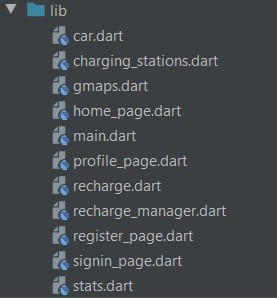 lib
car.dart
charging_stations.dart
gmaps.dart
home_page.dart
main.dart
profile_page.dart
recharge.dart
recharge_manager.dart
register_page.dart
signin_page.dart
stats.dart